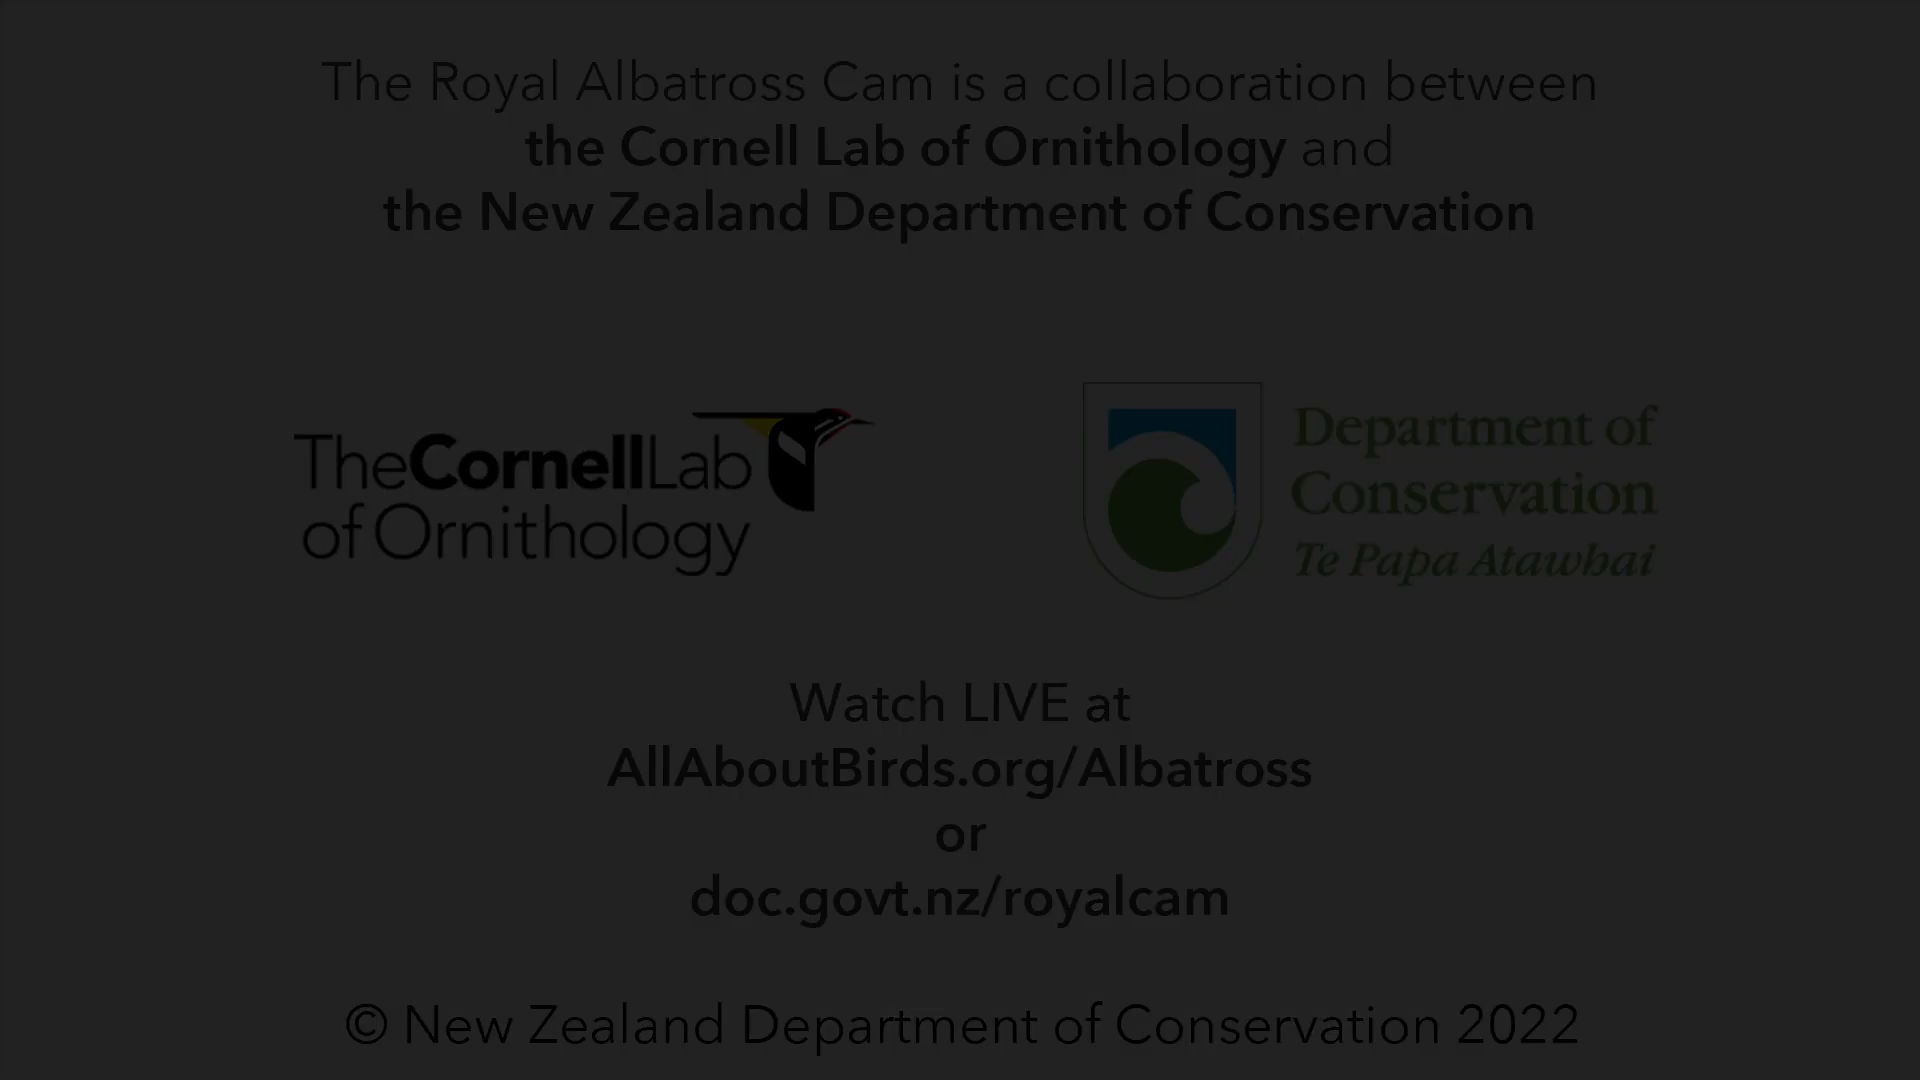 The Royal Albatross Cam is a collaboration between
the Cornell Lab of Ornithology and
the New Zealand Department of Conservation
TheCornellLab
of Ornithology
Department of
Conservation
Te Papa Atawhai
Watch LIVE at
AllAboutBirds.org/Albatross
or
doc.govt.nz/royalcam
© New Zealand Department of Conservation 2022